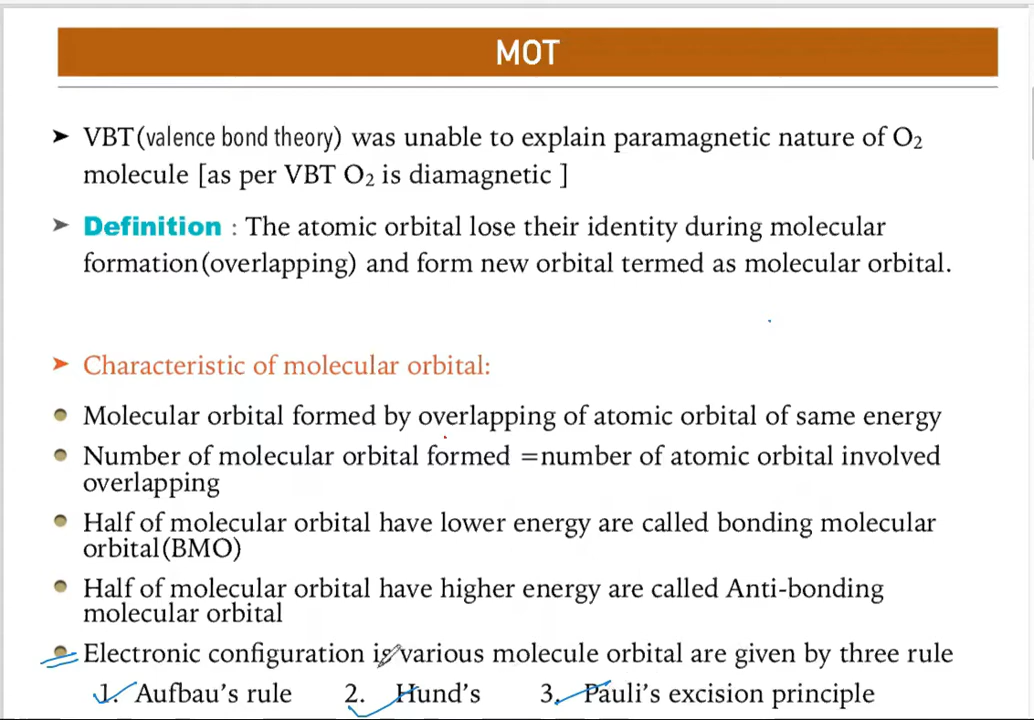 MOT
➤ VBT(valence bond theory) was unable to explain paramagnetic nature of O₂
molecule [as per VBT O₂ is diamagnetic ]
➤ Definition : The atomic orbital lose their identity during molecular
formation(overlapping) and form new orbital termed as molecular orbital.
➤ Characteristic of molecular orbital:
Molecular orbital formed by overlapping of atomic orbital of same energy
Number of molecular orbital formed =number of atomic orbital involved
overlapping
Half of molecular orbital have lower energy are called bonding molecular
orbital(BMO)
Half of molecular orbital have higher energy are called Anti-bonding
molecular orbital
Electronic configuration is various molecule orbital are given by three rule
1. Aufbau's rule 2. Hund's 3. Pauli's excision principle